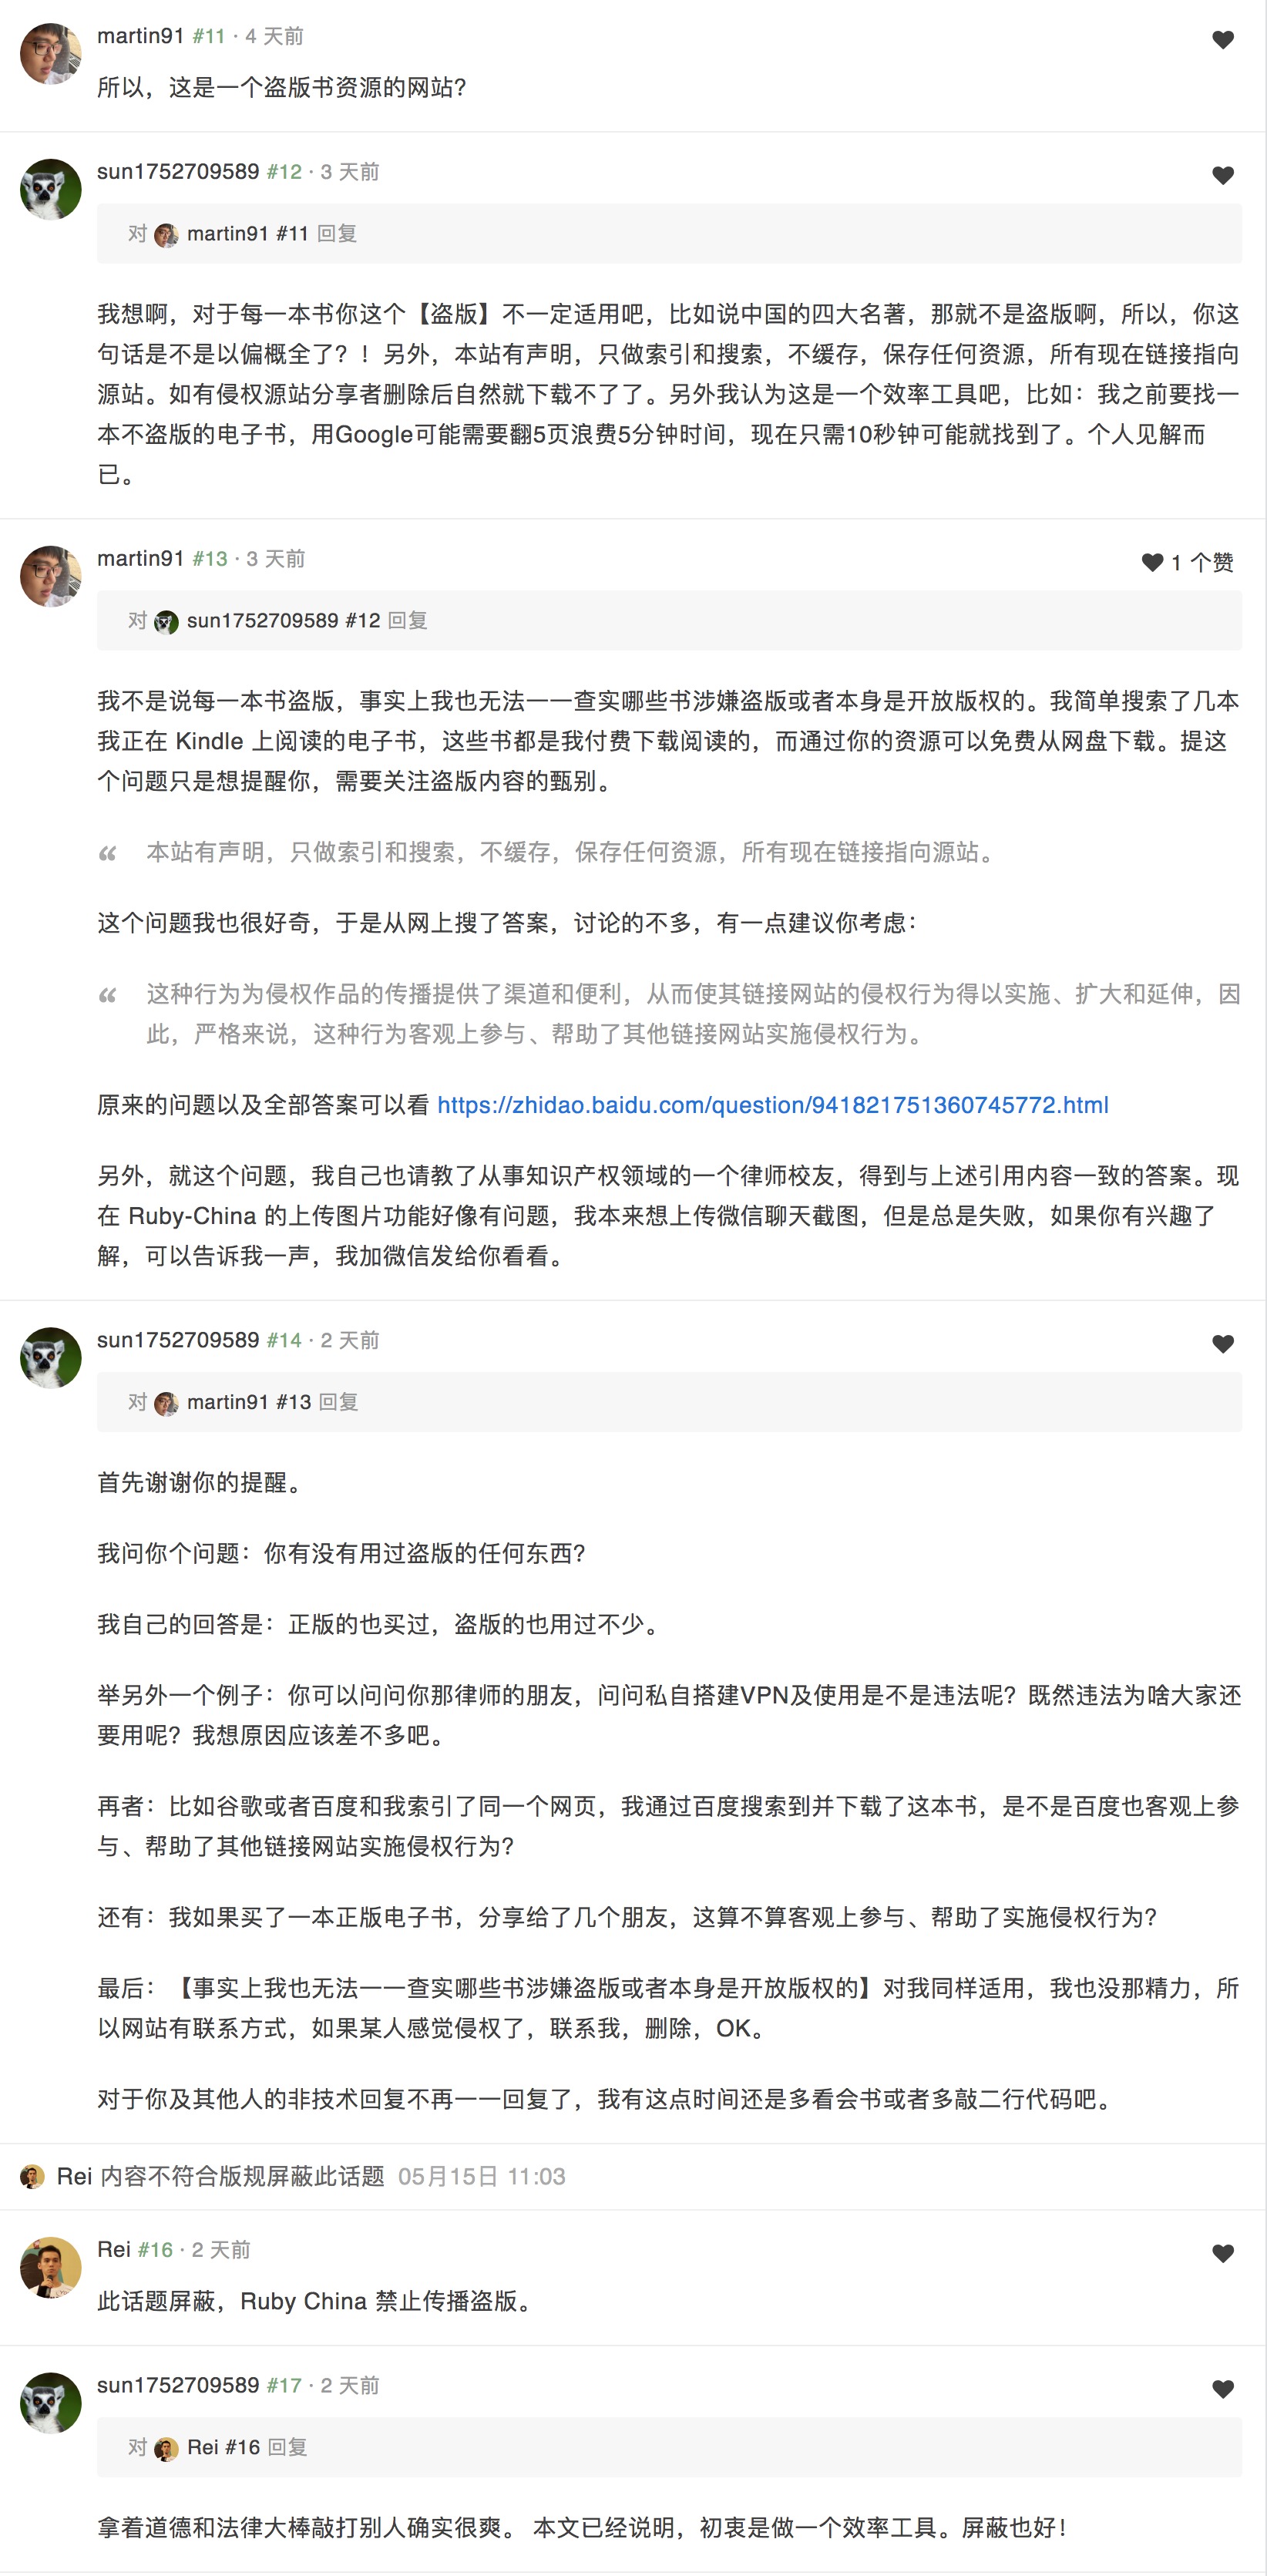 martin91 #11 · 4 天前
所以，这是一个盗版书资源的网站？
sun1752709589 #12 · 3 天前
对 martin91 #11 回复
我想啊，对于每一本书你这个【盗版】不一定适用吧，比如说中国的四大名著，那就不是盗版啊，所以，你这
句话是不是以偏概全了？！另外，本站有声明，只做索引和搜索，不缓存，保存任何资源，所有现在链接指向
源站。如有侵权源站分享者删除后自然就下载不了了。另外我认为这是一个效率工具吧，比如：我之前要找一
本不盗版的电子书，用Google可能需要翻5页浪费5分钟时间，现在只需10秒钟可能就找到了。个人见解而
已。
martin91 #13 · 3 天前
1 个赞
对 sun1752709589 #12 回复
我不是说每一本书盗版，事实上我也无法一一查实哪些书涉嫌盗版或者本身是开放版权的。我简单搜索了几本
我正在 Kindle 上阅读的电子书，这些书都是我付费下载阅读的，而通过你的资源可以免费从网盘下载。提这
个问题只是想提醒你，需要关注盗版内容的甄别。
“ 本站有声明，只做索引和搜索，不缓存，保存任何资源，所有现在链接指向源站。
这个问题我也很好奇，于是从网上搜了答案，讨论的不多，有一点建议你考虑：
“ 这种行为为侵权作品的传播提供了渠道和便利，从而使其链接网站的侵权行为得以实施、扩大和延伸，因
此，严格来说，这种行为客观上参与、帮助了其他链接网站实施侵权行为。
原来的问题以及全部答案可以看 https://zhidao.baidu.com/question/941821751360745772.html
另外，就这个问题，我自己也请教了从事知识产权领域的一个律师校友，得到与上述引用内容一致的答案。现
在 Ruby-China 的上传图片功能好像有问题，我本来想上传微信聊天截图，但是总是失败，如果你有兴趣了
解，可以告诉我一声，我加微信发给你看看。
sun1752709589 #14 · 2 天前
对 martin91 #13 回复
首先谢谢你的提醒。
我问你个问题：你有没有用过盗版的任何东西？
我自己的回答是：正版的也买过，盗版的也用过不少。
举另外一个例子：你可以问问你那律师的朋友，问问私自搭建VPN及使用是不是违法呢？既然违法为啥大家还
要用呢？我想原因应该差不多吧。
再者：比如谷歌或者百度和我索引了同一个网页，我通过百度搜索到并下载了这本书，是不是百度也客观上参
与、帮助了其他链接网站实施侵权行为？
还有：我如果买了一本正版电子书，分享给了几个朋友，这算不算客观上参与、帮助了实施侵权行为？
最后：【事实上我也无法一一查实哪些书涉嫌盗版或者本身是开放版权的】对我同样适用，我也没那精力，所
以网站有联系方式，如果某人感觉侵权了，联系我，删除，OK。
对于你及其他人的非技术回复不再一一回复了，我有这点时间还是多看会书或者多敲二行代码吧。
Rei 内容不符合版规屏蔽此话题 05月15日 11:03
Rei #16 · 2 天前
此话题屏蔽，Ruby China 禁止传播盗版。
sun1752709589 #17 · 2 天前
对 Rei #16 回复
拿着道德和法律大棒敲打别人确实很爽。 本文已经说明，初衷是做一个效率工具。屏蔽也好！